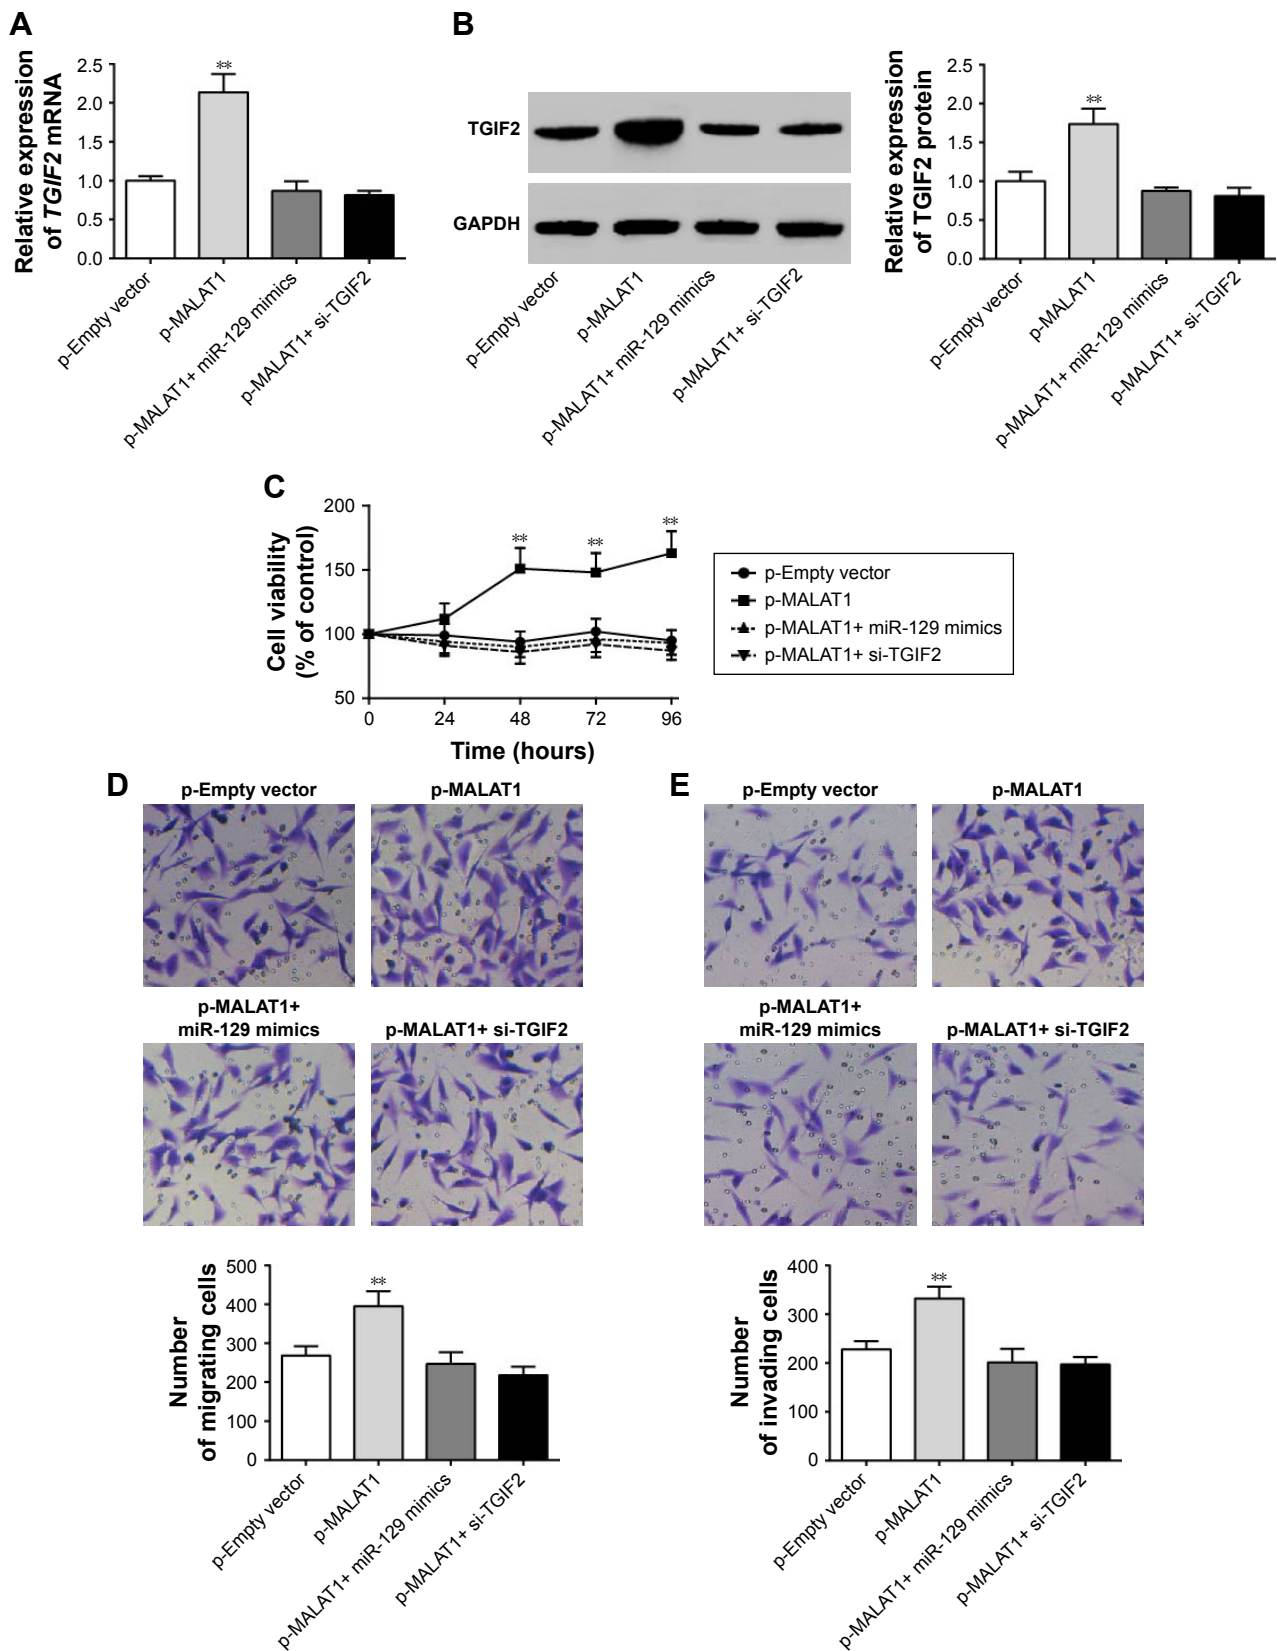 A
Relative expression
of TGIF2 mRNA
2.5
2.0
1.5
1.0
0.5
0.0
**
p-Empty vector
p-MALAT1
p-MALAT1+ miR-129 mimics
p-MALAT1+ si-TGIF2
B
TGIF2
GAPDH
p-Empty vector
p-MALAT1
p-MALAT1+ miR-129 mimics
p-MALAT1+ si-TGIF2
Relative expression
of TGIF2 protein
2.5
2.0
1.5
1.0
0.5
0.0
**
p-Empty vector
p-MALAT1
p-MALAT1+ miR-129 mimics
p-MALAT1+ si-TGIF2
C
Cell viability
(% of control)
200
150
100
50
** ** **
0 24 48 72 96
Time (hours)
p-Empty vector
p-MALAT1
p-MALAT1+ miR-129 mimics
p-MALAT1+ si-TGIF2
D
p-Empty vector
p-MALAT1
p-MALAT1+
miR-129 mimics
p-MALAT1+ si-TGIF2
Number
of migrating cells
500
400
300
200
100
0
**
p-Empty vector
p-MALAT1
p-MALAT1+ miR-129 mimics
p-MALAT1+ si-TGIF2
E
p-Empty vector
p-MALAT1
p-MALAT1+
miR-129 mimics
p-MALAT1+ si-TGIF2
Number
of invading cells
400
300
200
100
0
**
p-Empty vector
p-MALAT1
p-MALAT1+ miR-129 mimics
p-MALAT1+ si-TGIF2